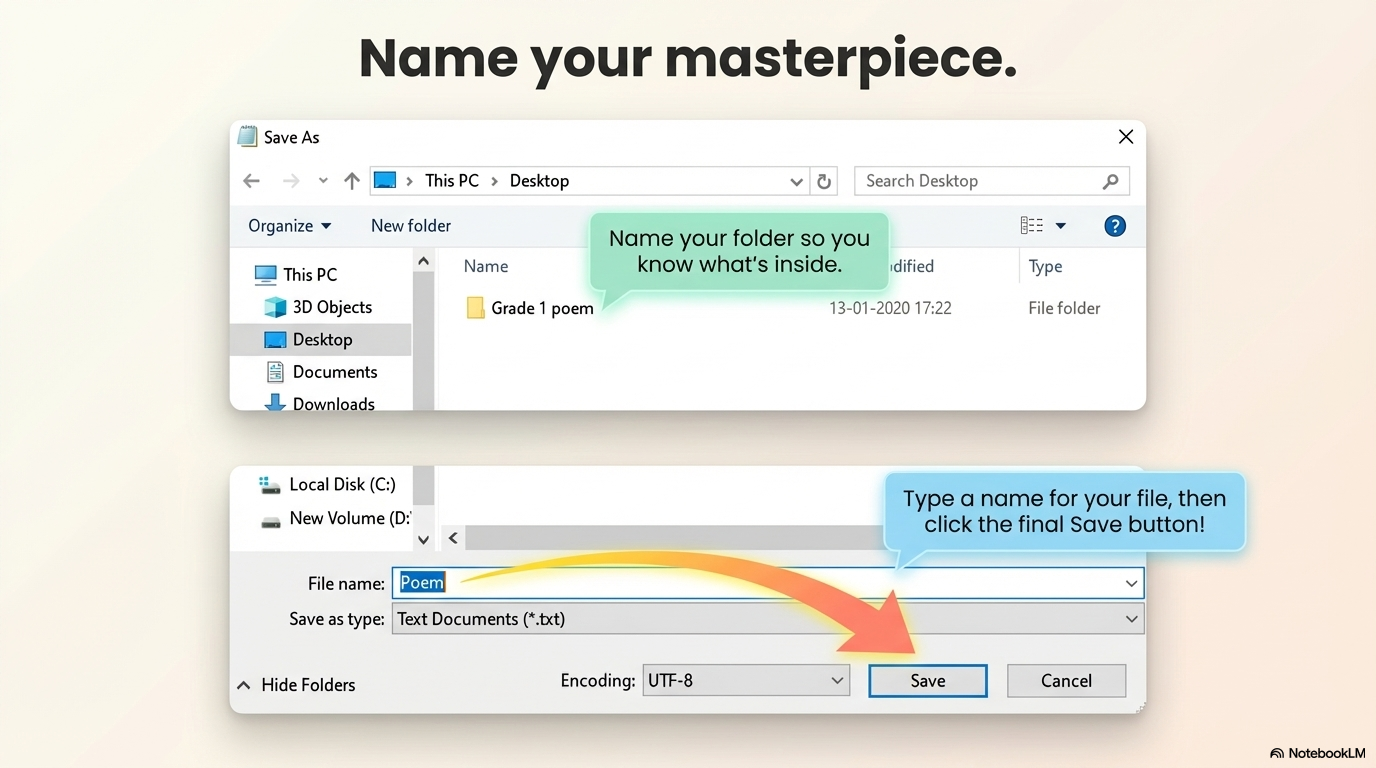 Name your masterpiece.
Save As
This PC > Desktop
Search Desktop
Organize
New folder
Name your folder so you
know what's inside.
?
This PC
3D Objects
Desktop
Documents
Downloads
Name
dified
Type
Grade 1 poem
13-01-2020 17:22
File folder
Local Disk (C:)
New Volume (D:
Type a name for your file, then
click the final Save button!
File name: Poem
Save as type: Text Documents (*.txt)
Hide Folders
Encoding: UTF-8
Save
Cancel
NotebookLM